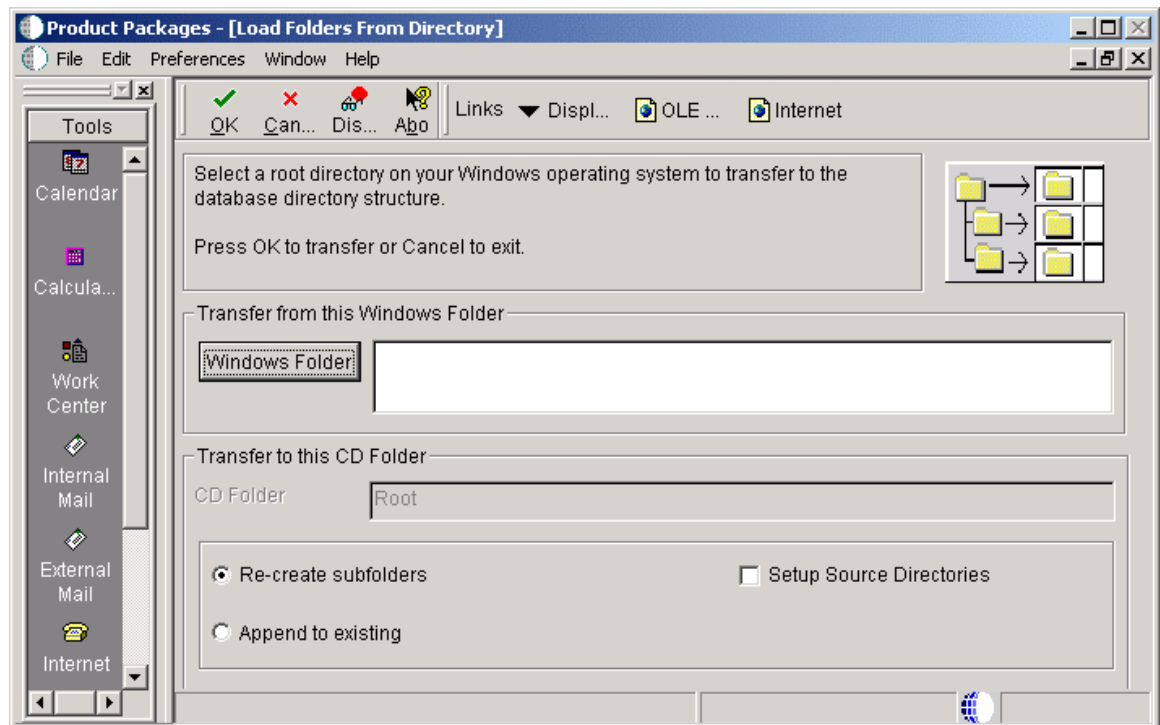 Product Packages - [Load Folders From Directory]
File Edit Preferences Window Help
Tools
Calendar
Calcula...
Work
Center
Internal
Mail
External
Mail
Internet
OK Can... Dis... Abo Links Displ... OLE ... Internet
Select a root directory on your Windows operating system to transfer to the
database directory structure.
Press OK to transfer or Cancel to exit.
Transfer from this Windows Folder
Windows Folder
Transfer to this CD Folder
CD Folder Root
Re-create subfolders Setup Source Directories
Append to existing